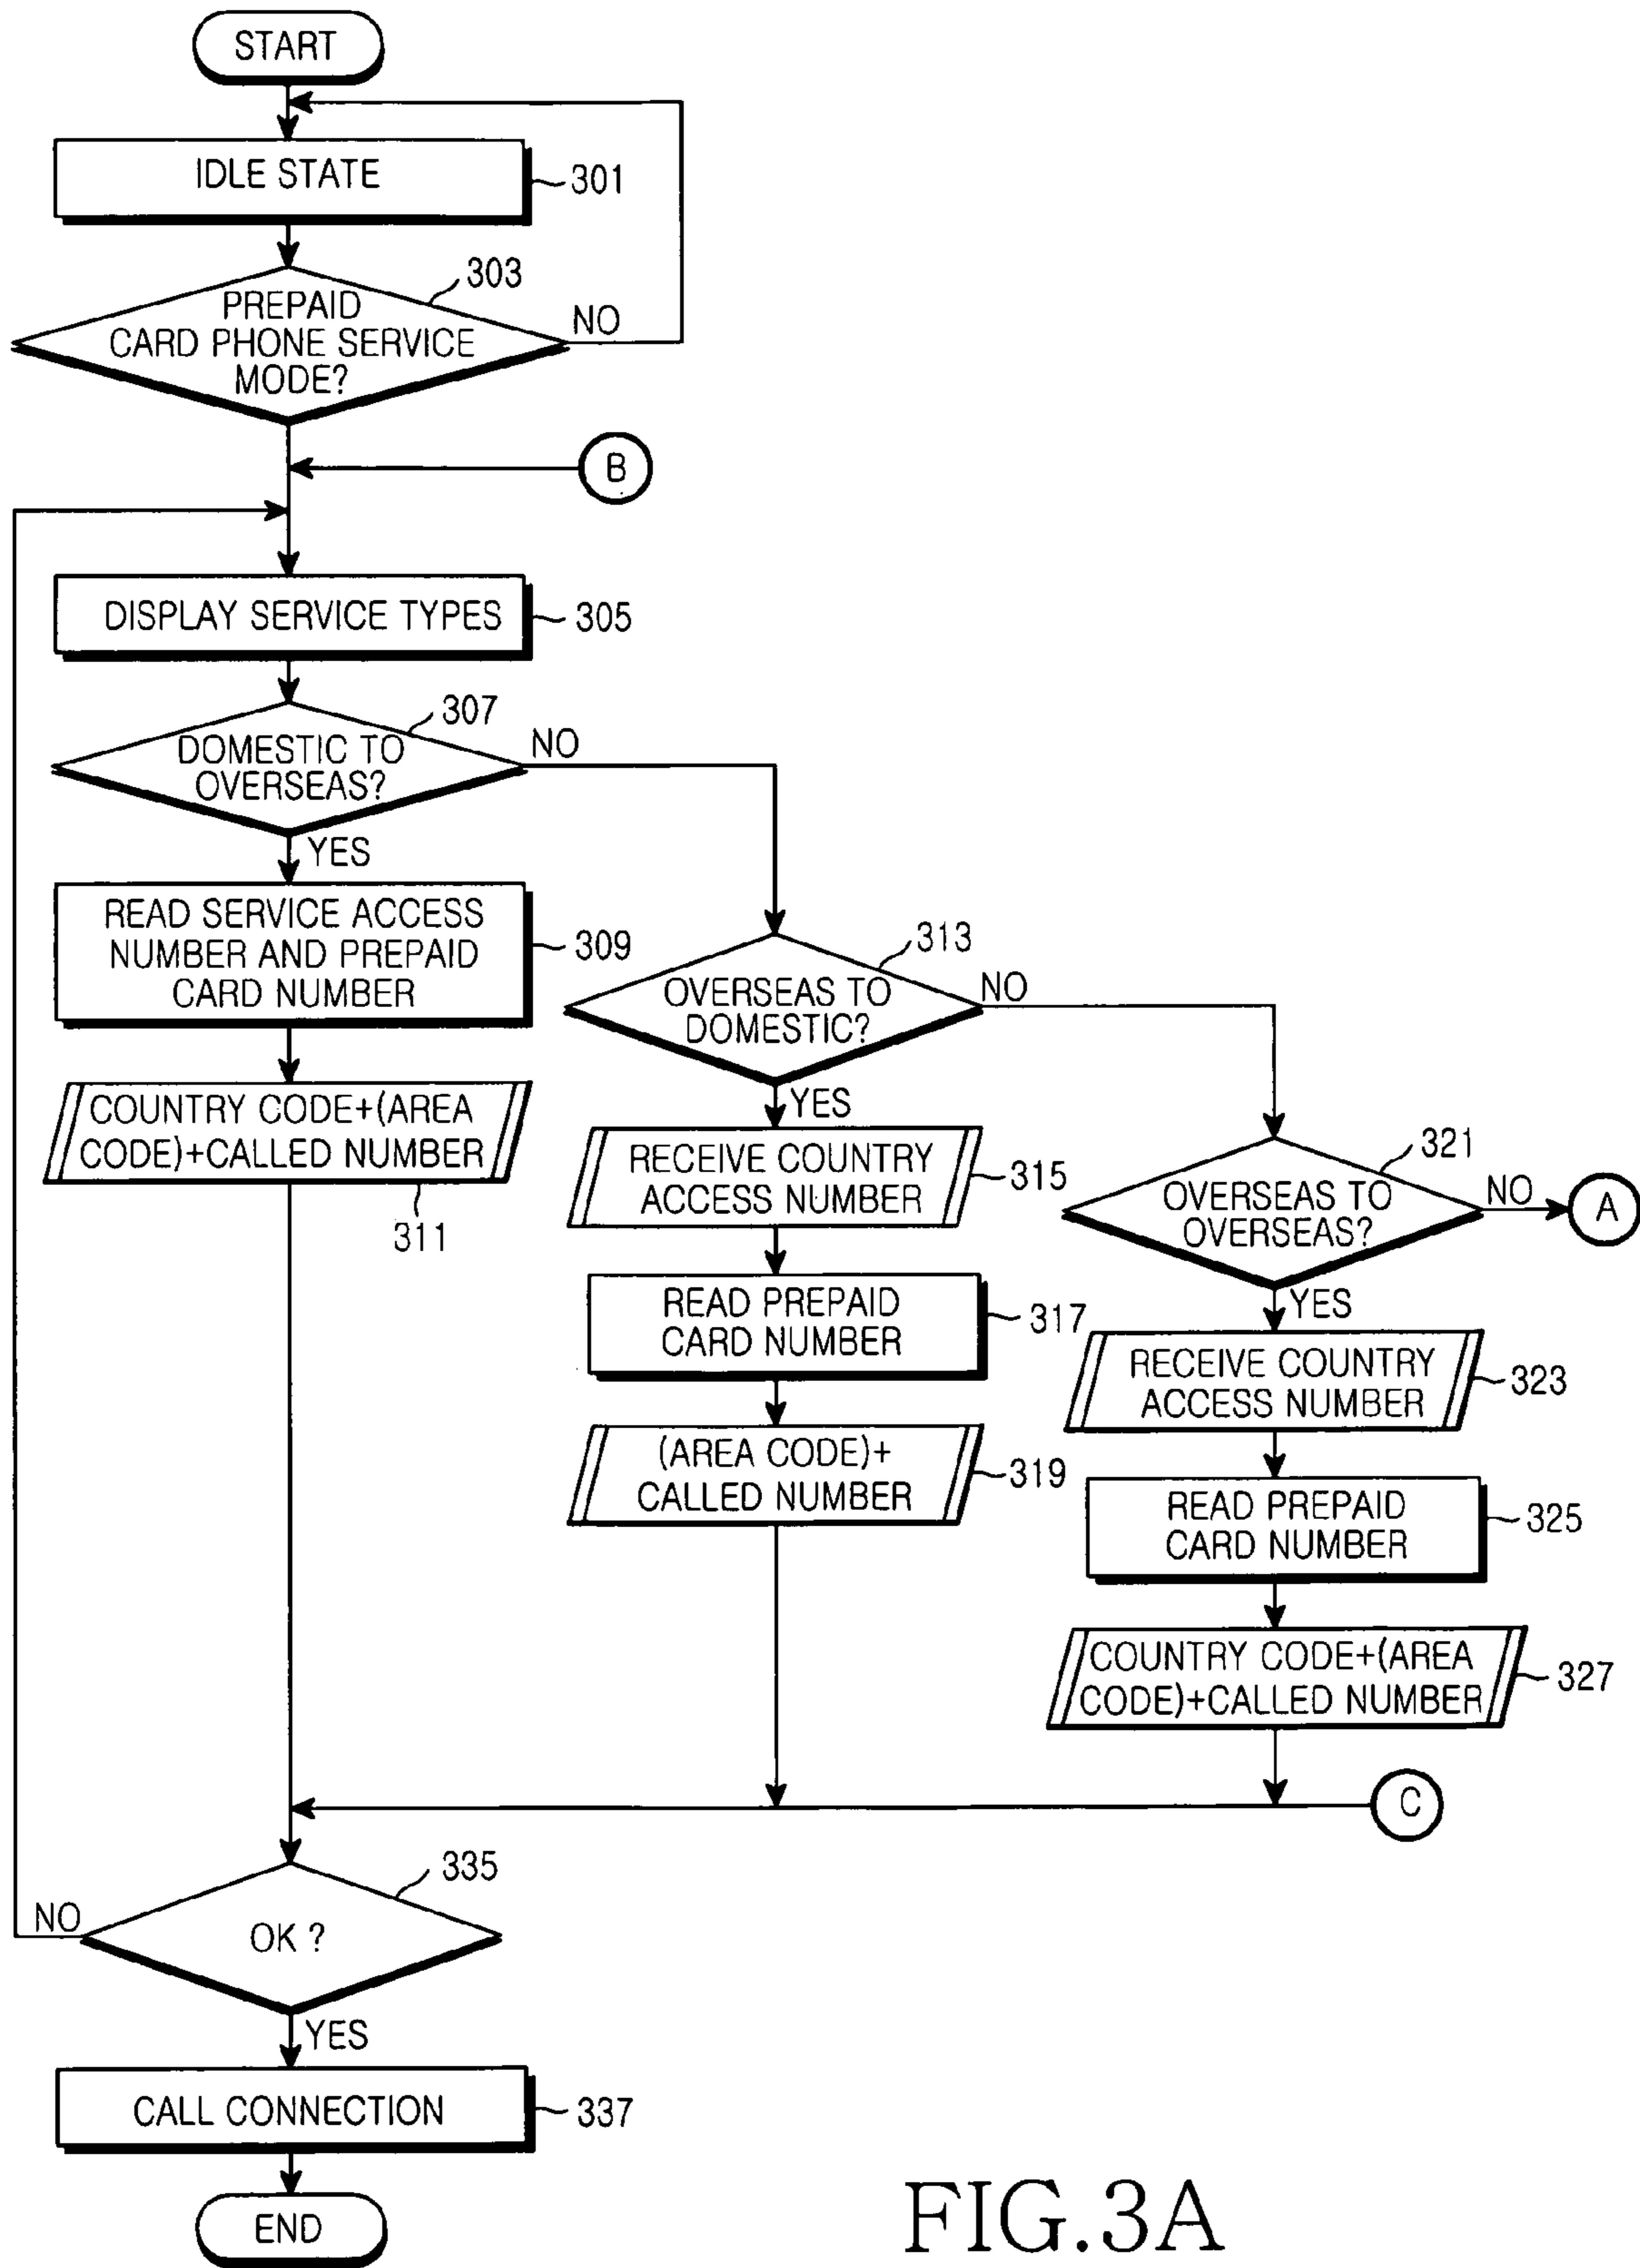 START
IDLE STATE
301
303
PREPAID
CARD PHONE SERVICE
MODE?
NO
B
DISPLAY SERVICE TYPES
305
307
DOMESTIC TO
OVERSEAS?
NO
YES
READ SERVICE ACCESS
NUMBER AND PREPAID
CARD NUMBER
309
COUNTRY CODE+(AREA
CODE)+CALLED NUMBER
311
313
OVERSEAS TO
DOMESTIC?
NO
YES
RECEIVE COUNTRY
ACCESS NUMBER
315
READ PREPAID
CARD NUMBER
317
(AREA CODE)+
CALLED NUMBER
319
321
OVERSEAS TO
OVERSEAS?
NO
A
YES
RECEIVE COUNTRY
ACCESS NUMBER
323
READ PREPAID
CARD NUMBER
325
COUNTRY CODE+(AREA
CODE)+CALLED NUMBER
327
C
335
OK ?
NO
YES
CALL CONNECTION
337
END
FIG.3A